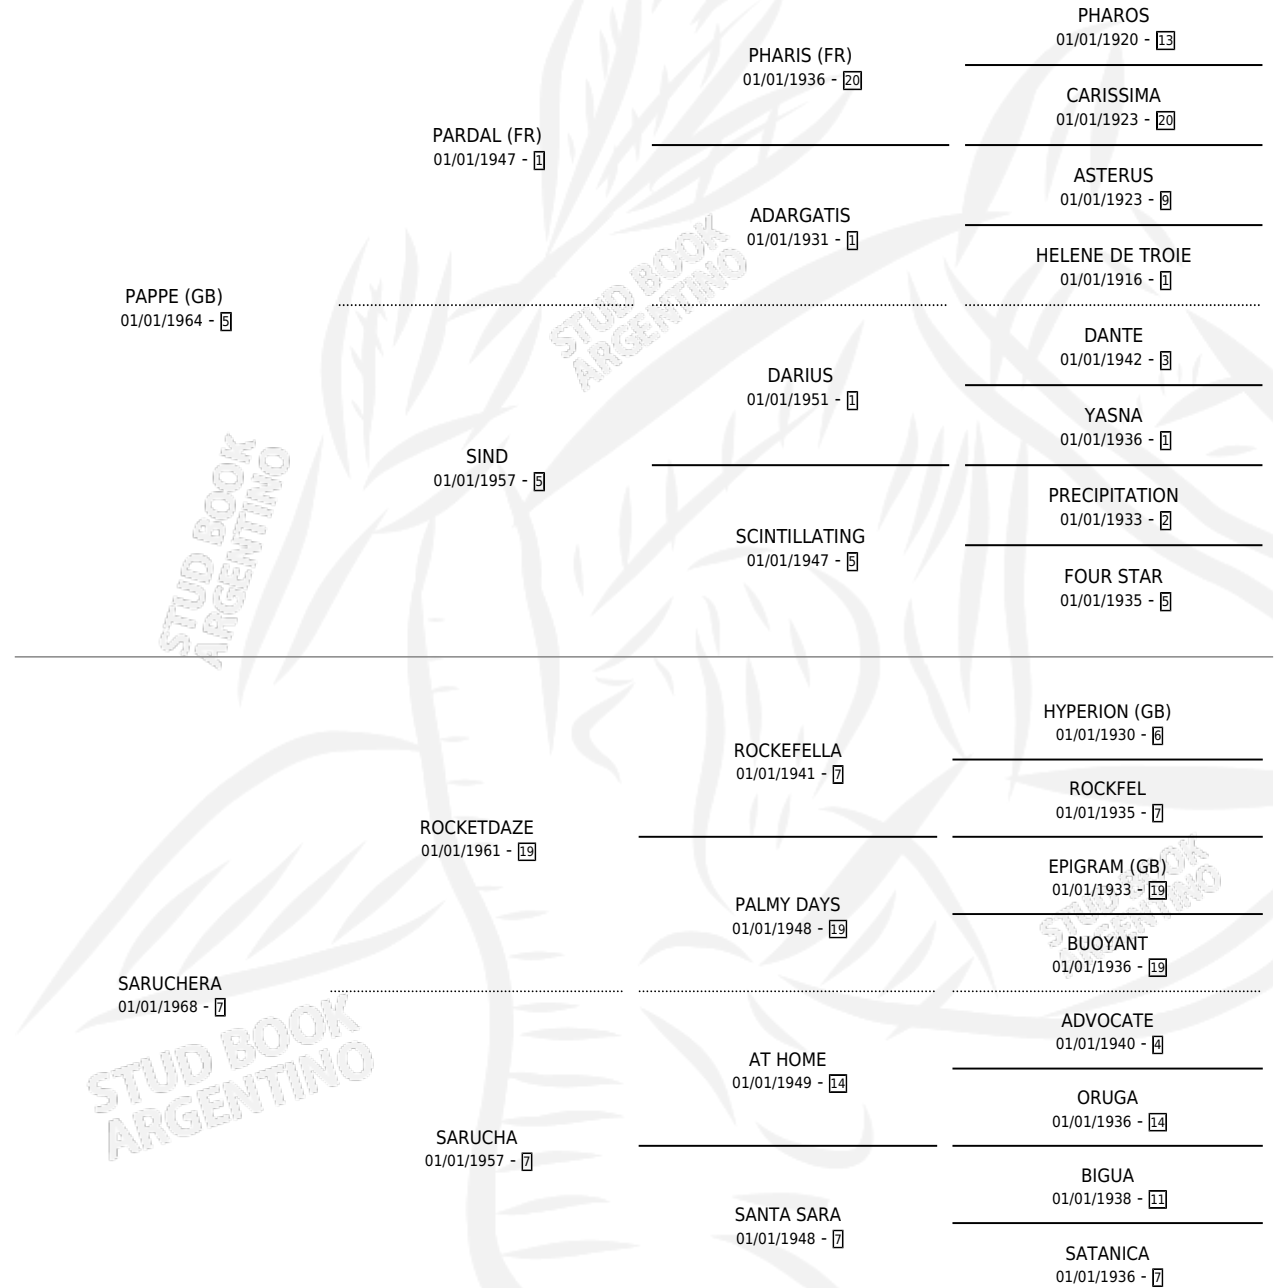 PHAROS
01/01/1920 - 13
PHARIS (FR)
01/01/1936 - 20
CARISSIMA
01/01/1923 - 20
PARDAL (FR)
01/01/1947 - 1
ASTERUS
01/01/1923 - 9
ADARGATIS
01/01/1931 - 1
HELENE DE TROIE
01/01/1916 - 1
PAPPE (GB)
01/01/1964 - 5
STUD BOOK
ARGENTINO
DANTE
01/01/1942 - 3
DARIUS
01/01/1951 - 1
YASNA
01/01/1936 - 1
SIND
01/01/1957 - 5
PRECIPITATION
01/01/1933 - 2
SCINTILLATING
01/01/1947 - 5
FOUR STAR
01/01/1935 - 5
STUD BOOK
ARGENTINO
HYPERION (GB)
01/01/1930 - 6
ROCKEFELLA
01/01/1941 - 7
ROCKFEL
01/01/1935 - 7
ROCKETDAZE
01/01/1961 - 19
EPIGRAM (GB)
01/01/1933 - 19
PALMY DAYS
01/01/1948 - 19
BUOYANT
01/01/1936 - 19
STUD BOOK
ARGENTINO
SARUCHERA
01/01/1968 - 7
ADVOCATE
01/01/1940 - 4
AT HOME
01/01/1949 - 14
ORUGA
01/01/1936 - 14
STUD BOOK
ARGENTINO
SARUCHA
01/01/1957 - 7
BIGUA
01/01/1938 - 11
SANTA SARA
01/01/1948 - 7
SATANICA
01/01/1936 - 7